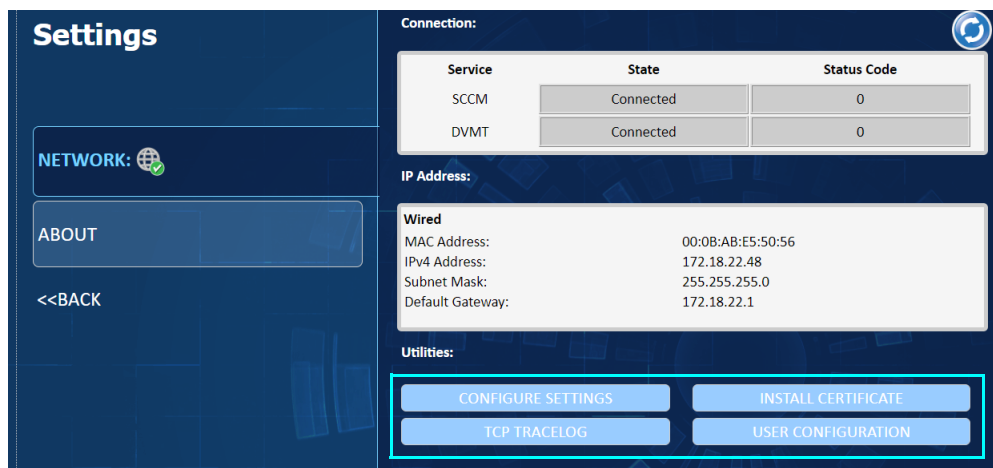 Settings
NETWORK:
ABOUT
<<BACK
Connection:
Service State Status Code
SCCM Connected 0
DVMT Connected 0
IP Address:
Wired
MAC Address: 00:0B:AB:E5:50:56
IPv4 Address: 172.18.22.48
Subnet Mask: 255.255.255.0
Default Gateway: 172.18.22.1
Utilities:
CONFIGURE SETTINGS INSTALL CERTIFICATE
TCP TRACELOG USER CONFIGURATION